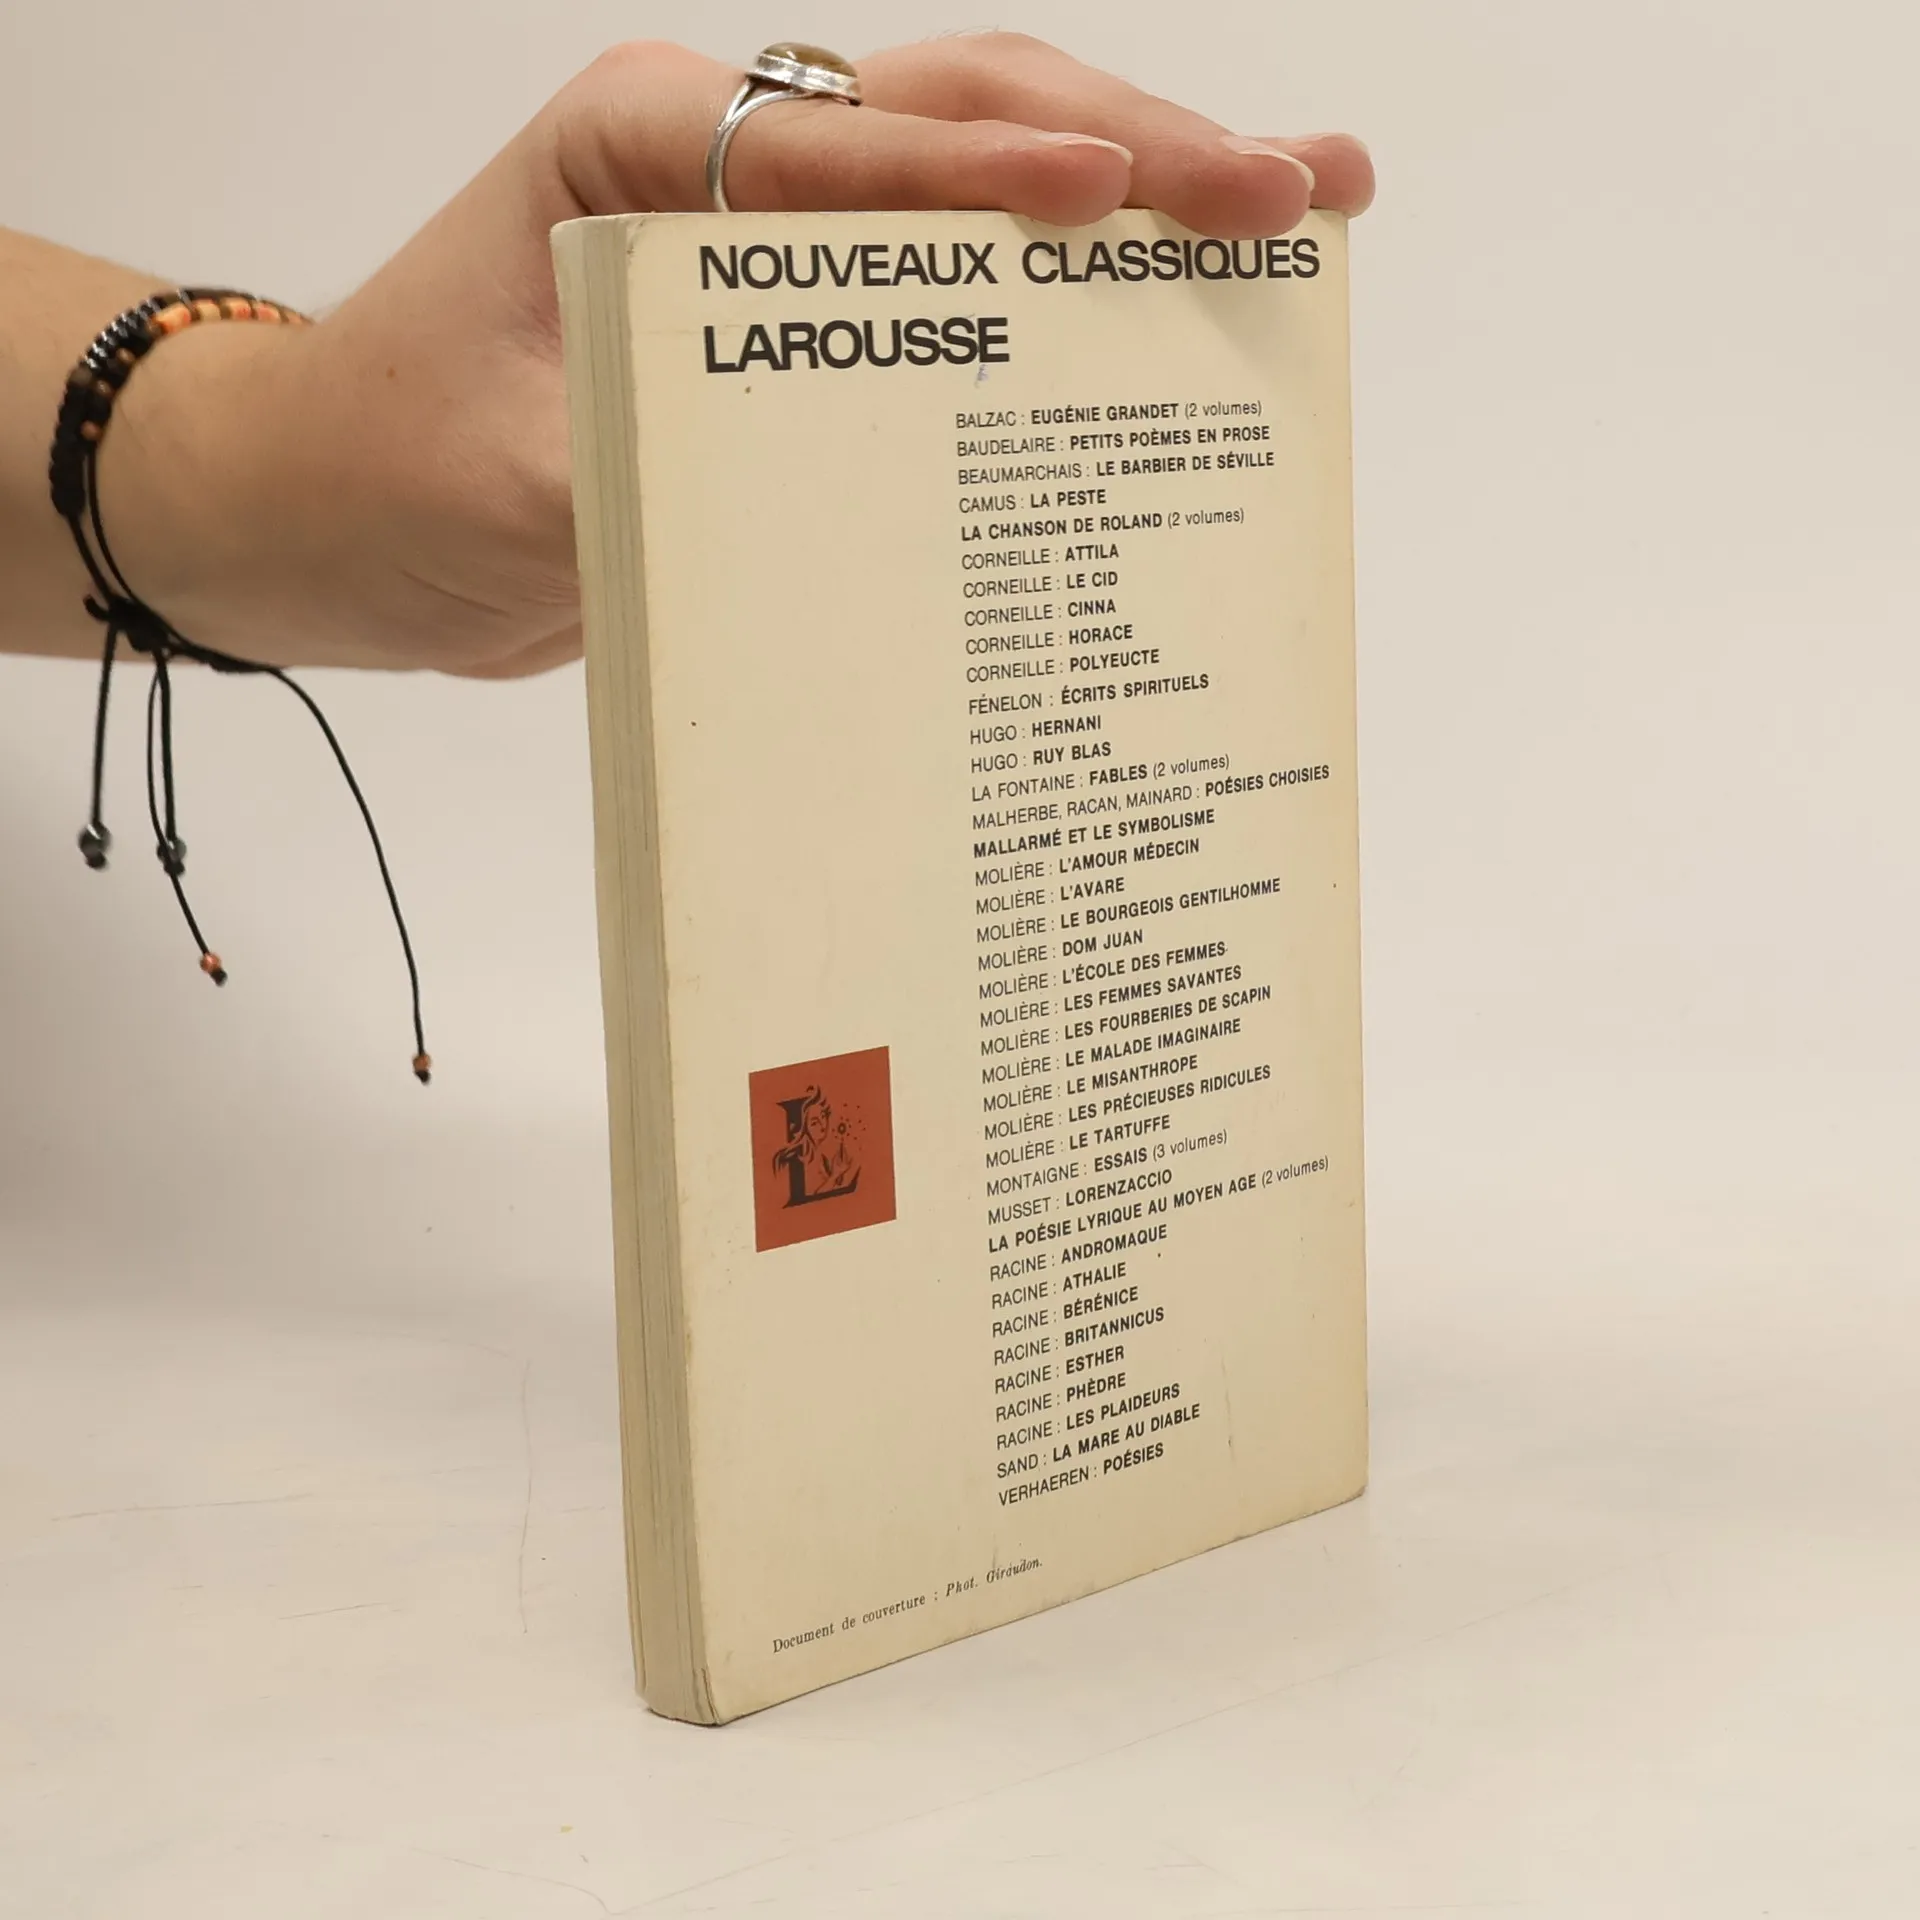 NOUVEAUX CLASSIQUES
LAROUSSE
BALZAC : EUGÉNIE GRANDET (2 volumes)
BAUDELAIRE : PETITS POÈMES EN PROSE
BEAUMARCHAIS : LE BARBIER DE SÉVILLE
CAMUS : LA PESTE
LA CHANSON DE ROLAND (2 volumes)
CORNEILLE : ATTILA
CORNEILLE : LE CID
CORNEILLE : CINNA
CORNEILLE : HORACE
CORNEILLE : POLYEUCTE
FÉNELON : ÉCRITS SPIRITUELS
HUGO : HERNANI
HUGO : RUY BLAS
LA FONTAINE : FABLES (2 volumes)
MALHERBE, RACAN, MAINARD : POÉSIES CHOISIES
MALLARMÉ ET LE SYMBOLISME
MOLIÈRE : L'AMOUR MÉDECIN
MOLIÈRE : L'AVARE
MOLIÈRE : LE BOURGEOIS GENTILHOMME
MOLIÈRE : DOM JUAN
MOLIÈRE : L'ÉCOLE DES FEMMES
MOLIÈRE : LES FEMMES SAVANTES
MOLIÈRE : LES FOURBERIES DE SCAPIN
MOLIÈRE : LE MALADE IMAGINAIRE
MOLIÈRE : LE MISANTHROPE
MOLIÈRE : LES PRÉCIEUSES RIDICULES
MOLIÈRE : LE TARTUFFE
MONTAIGNE : ESSAIS (3 volumes)
MUSSET : LORENZACCIO
LA POÉSIE LYRIQUE AU MOYEN AGE (2 volumes)
RACINE : ANDROMAQUE
RACINE : ATHALIE
RACINE : BÉRÉNICE
RACINE : BRITANNICUS
RACINE : ESTHER
RACINE : PHÈDRE
RACINE : LES PLAIDEURS
SAND : LA MARE AU DIABLE
VERHAEREN : POÉSIES
L
Document de couverture : Phot. Giraudon.